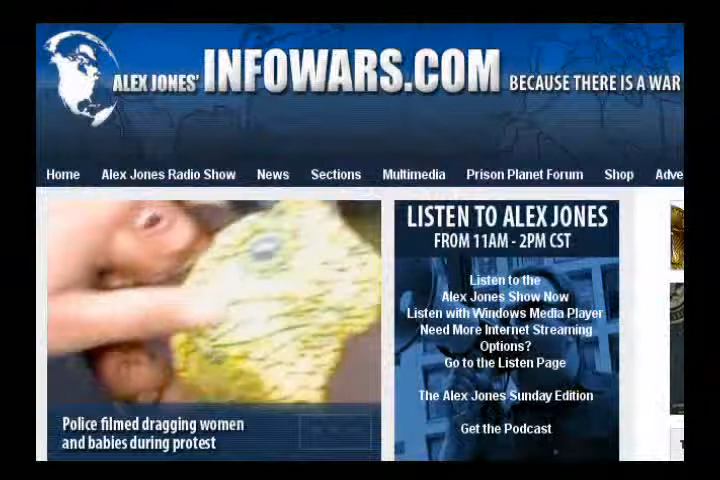 ALEX JONES' INFOWARS.COM BECAUSE THERE IS A WAR
Home Alex Jones Radio Show News Sections Multimedia Prison Planet Forum Shop Adve
LISTEN TO ALEX JONES
FROM 11AM - 2PM CST
Listen to the
Alex Jones Show Now
Listen with Windows Media Player
Need More Internet Streaming
Options?
Go to the Listen Page
The Alex Jones Sunday Edition
Get the Podcast
Police filmed dragging women
and babies during protest